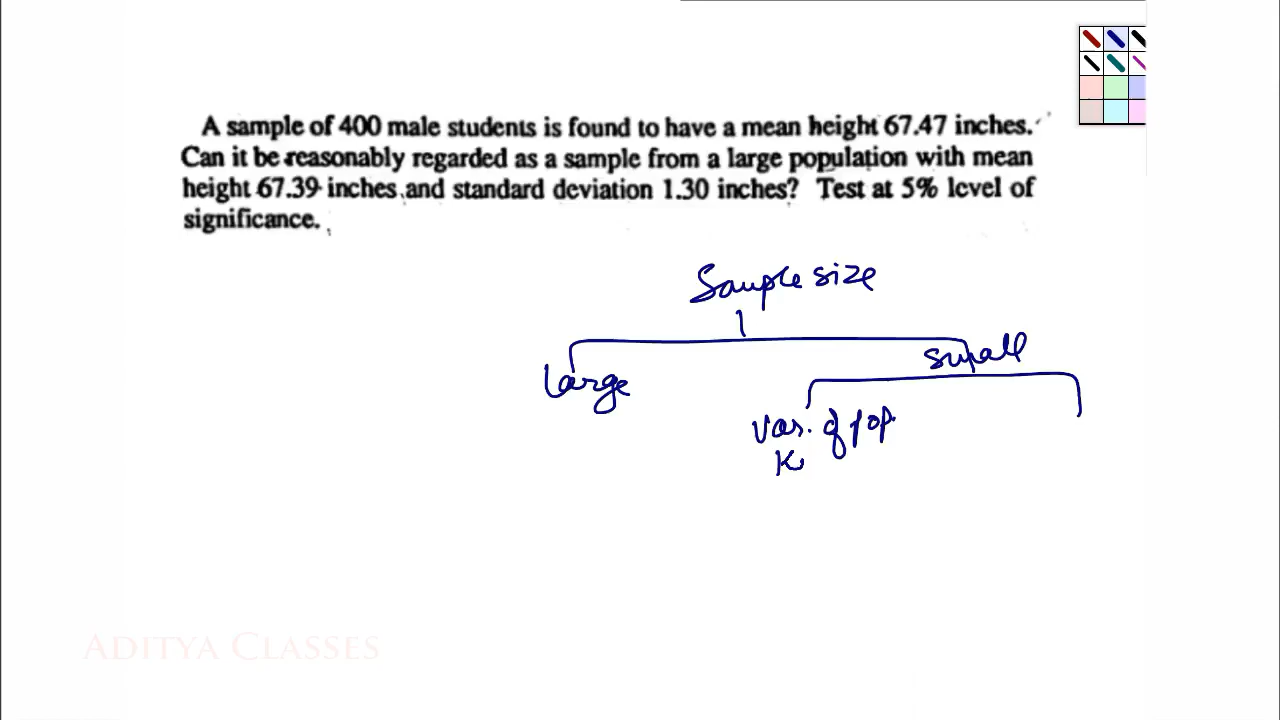 A sample of 400 male students is found to have a mean height 67.47 inches.
Can it be reasonably regarded as a sample from a large population with mean
height 67.39 inches and standard deviation 1.30 inches? Test at 5% level of
significance.
Sample size
small
large
Var. of pop.
K
ADITYA CLASSES